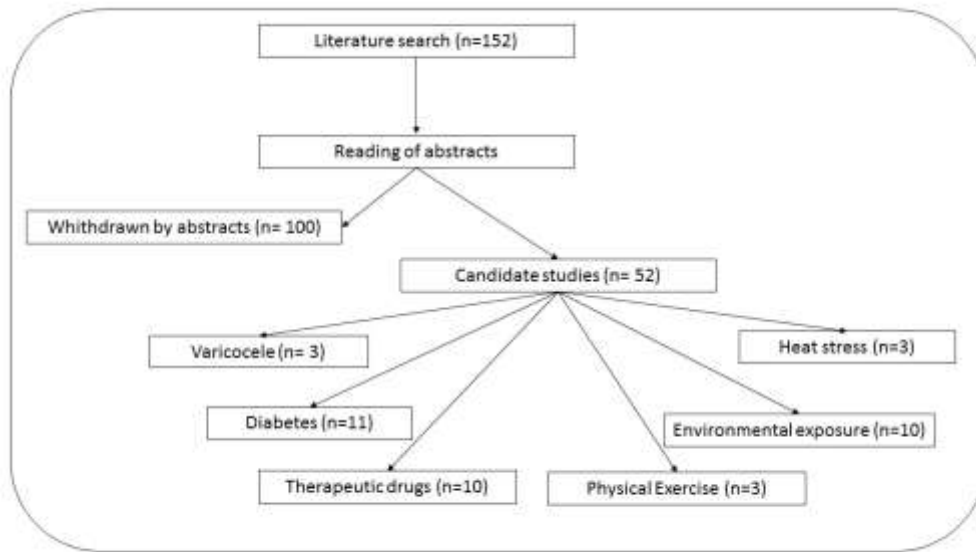 Literature search (n=152)
Reading of abstracts
Whithdrawn by abstracts (n= 100)
Candidate studies (n= 52)
Varicocele (n= 3)
Heat stress (n=3)
Diabetes (n=11)
Environmental exposure (n=10)
Therapeutic drugs (n=10)
Physical Exercise (n=3)